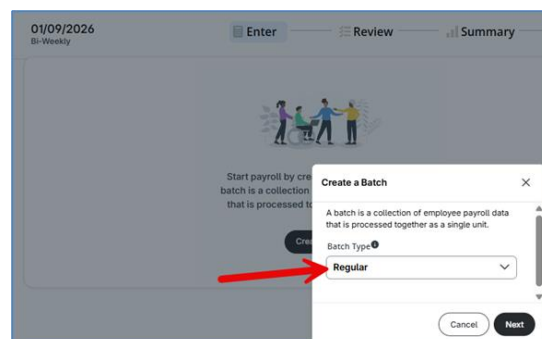 01/09/2026
Bi-Weekly
Enter
Review
Summary
Start payroll by cre
batch is a collection
that is processed to
Crea
Create a Batch
A batch is a collection of employee payroll data
that is processed together as a single unit.
Batch Type
Regular
Cancel
Next